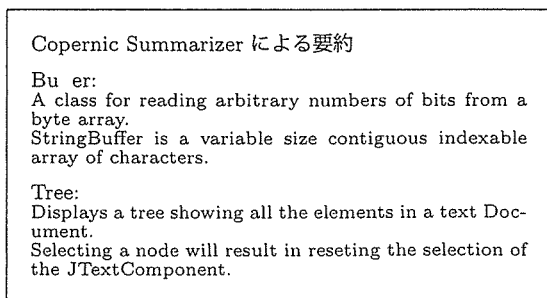 Copernic Summarizer による要約
Bu er:
A class for reading arbitrary numbers of bits from a
byte array.
StringBuffer is a variable size contiguous indexable
array of characters.
Tree:
Displays a tree showing all the elements in a text Doc-
ument.
Selecting a node will result in reseting the selection of
the JTextComponent.